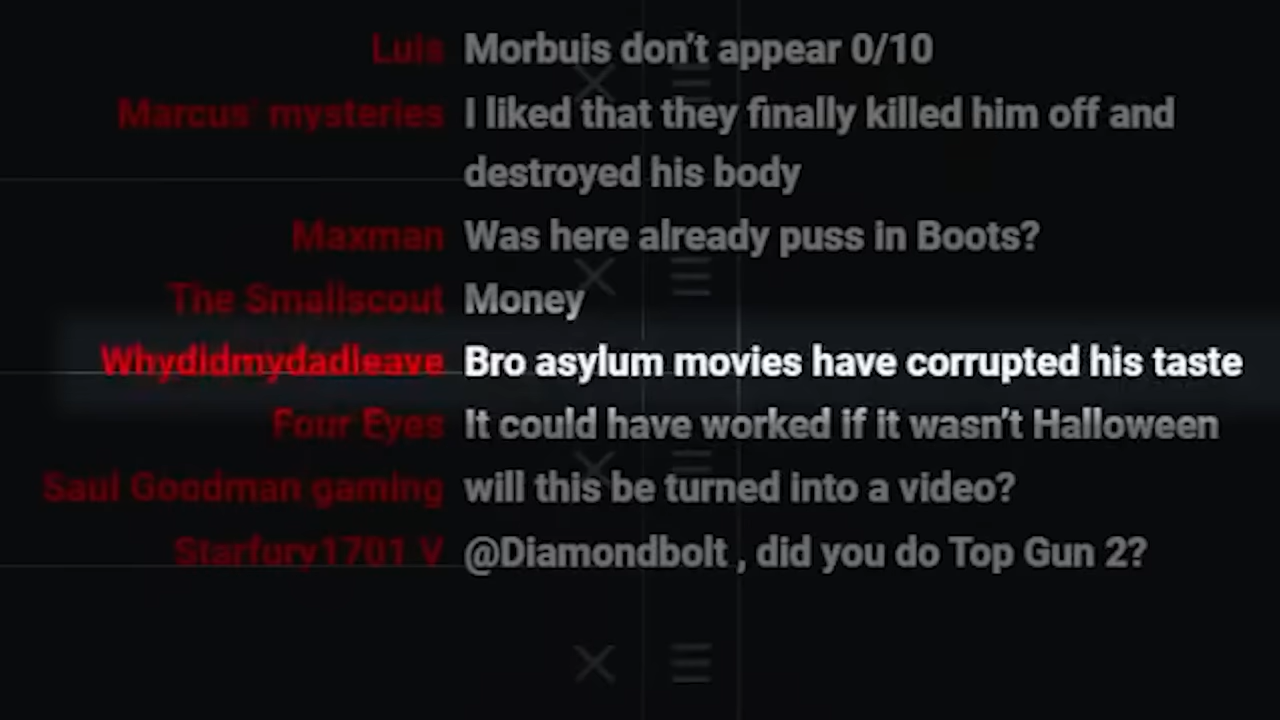 Luis Morbuis don't appear 0/10
Marcus' mysteries I liked that they finally killed him off and
destroyed his body
Maxman Was here already puss in Boots?
The Smallscout Money
Whydidmydadleave Bro asylum movies have corrupted his taste
Four Eyes It could have worked if it wasn't Halloween
Saul Goodman gaming will this be turned into a video?
Starfury1701 V @Diamondbolt , did you do Top Gun 2?